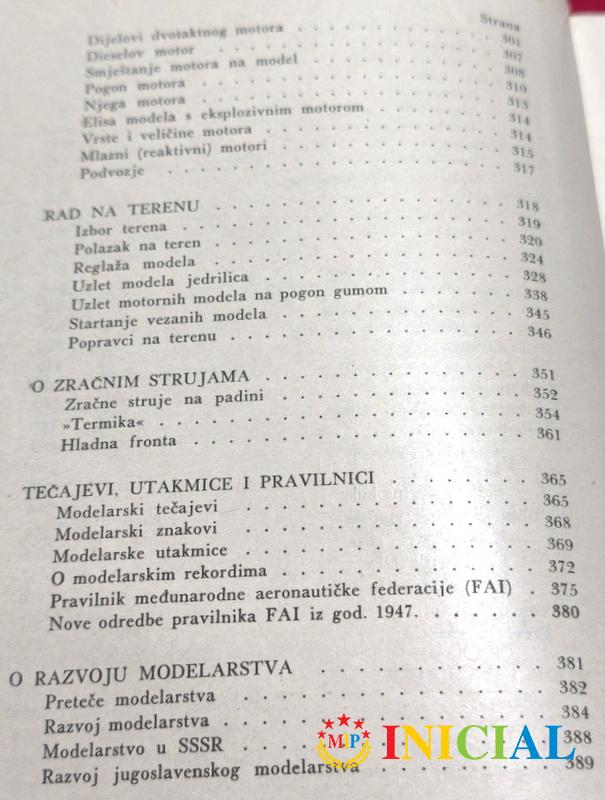 Strana
Dijelovi dvotaktnog motora . . . . . . . . . . 301
Dieselov motor . . . . . . . . . . 307
Smještanje motora na model . . . . . . . . . . 308
Pogon motora . . . . . . . . . . 310
Njega motora . . . . . . . . . . 313
Elisa modela s eksplozivnim motorom . . . . . . . 314
Vrste i veličine motora . . . . . . . . . . 314
Mlazni (reaktivni) motori . . . . . . . . . . 315
Podvozje . . . . . . . . . . 317
RAD NA TERENU . . . . . . . . . . 318
Izbor terena . . . . . . . . . . 319
Polazak na teren . . . . . . . . . . 320
Reglaža modela . . . . . . . . . . 324
Uzlet modela jedrilica . . . . . . . . . . 328
Uzlet motornih modela na pogon gumom . . . . . . 338
Startanje vezanih modela . . . . . . . . . . 345
Popravci na terenu . . . . . . . . . . 346
O ZRAČNIM STRUJAMA . . . . . . . . . . 351
Zračne struje na padini . . . . . . . . . . 352
»Termika« . . . . . . . . . . 354
Hladna fronta . . . . . . . . . . 361
TEČAJEVI, UTAKMICE I PRAVILNICI . . . . . . . 365
Modelarski tečajevi . . . . . . . . . . 365
Modelarski znakovi . . . . . . . . . . 368
Modelarske utakmice . . . . . . . . . . 369
O modelarskim rekordima . . . . . . . . . . 372
Pravilnik međunarodne aeronautičke federacije (FAI) . 375
Nove odredbe pravilnika FAI iz god. 1947. . . . . . 380
O RAZVOJU MODELARSTVA . . . . . . . . . . 381
Preteče modelarstva . . . . . . . . . . 382
Razvoj modelarstva . . . . . . . . . . 384
Modelarstvo u SSSR . . . . . . . . . . 388
Razvoj jugoslavenskog modelarstva . . . . . . . 389
MJP INICIAL